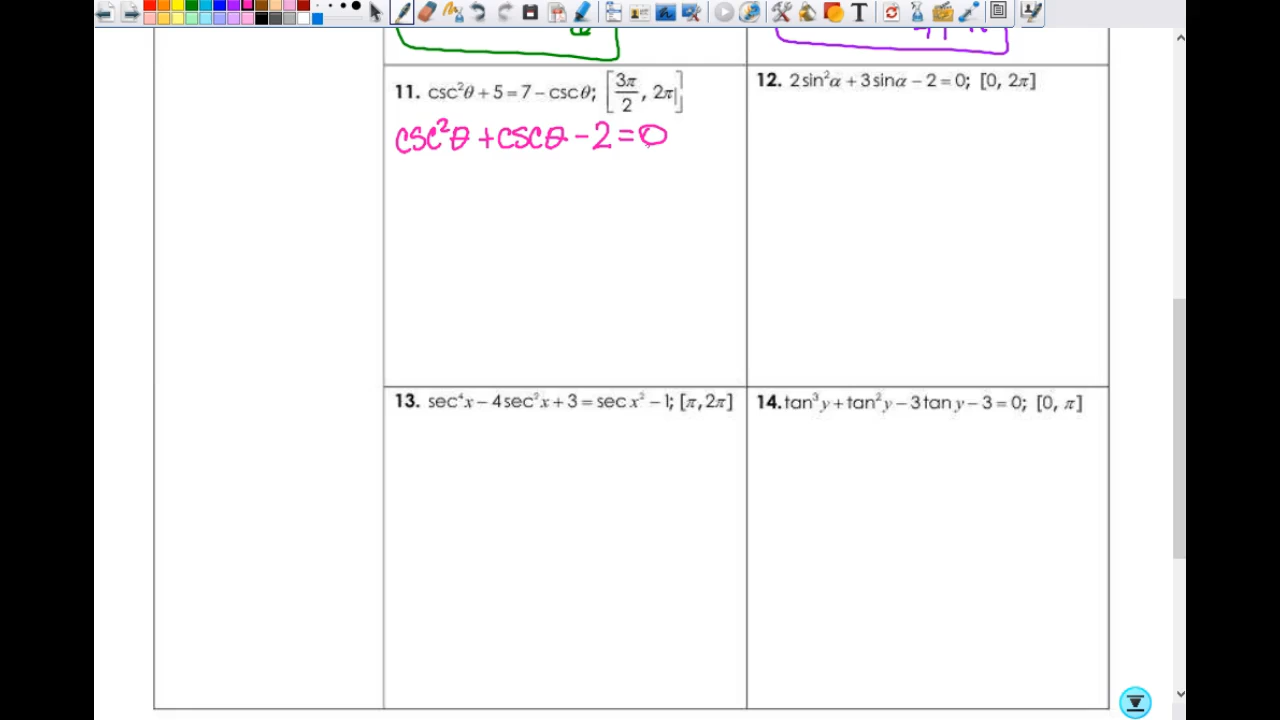 11. csc²θ + 5 = 7 – cscθ; [3π/2, 2π]
csc²θ + cscθ - 2 = 0
12. 2sin²α + 3sinα – 2 = 0; [0, 2π]
13. sec⁴x – 4sec²x + 3 = sec x² – 1; [π, 2π]
14. tan³y + tan²y – 3tan y – 3 = 0; [0, π]